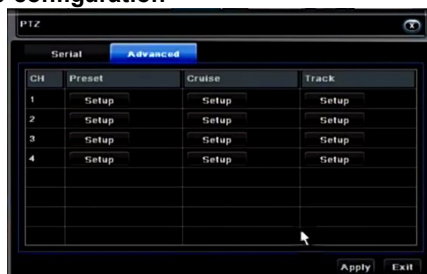 configuration
PTZ
Serial Advanced
CH Preset Cruise Track
1 Setup Setup Setup
2 Setup Setup Setup
3 Setup Setup Setup
4 Setup Setup Setup
Apply Exit